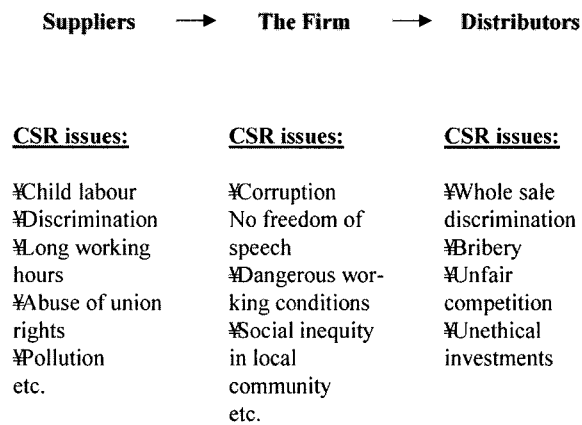 Suppliers → The Firm → Distributors
CSR issues:
¥Child labour
¥Discrimination
¥Long working
hours
¥Abuse of union
rights
¥Pollution
etc.
CSR issues:
¥Corruption
No freedom of
speech
¥Dangerous wor-
king conditions
¥Social inequity
in local
community
etc.
CSR issues:
¥Whole sale
discrimination
¥Bribery
¥Unfair
competition
¥Unethical
investments